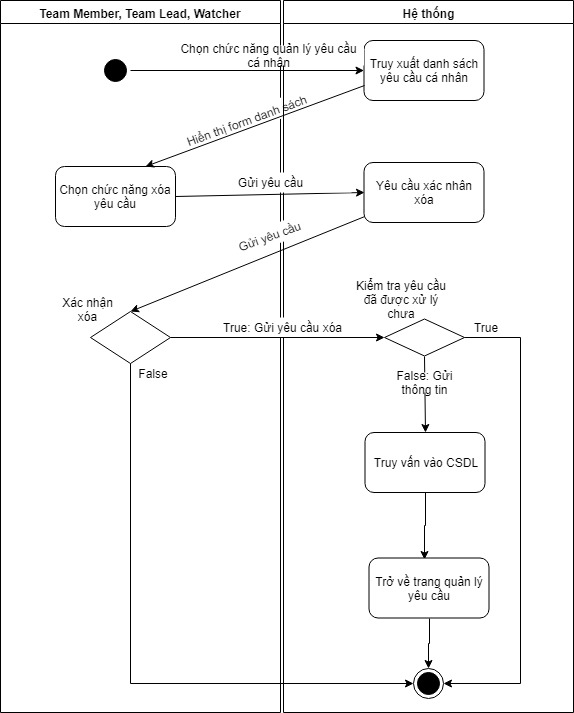 Team Member, Team Lead, Watcher
Hệ thống
Chọn chức năng quản lý yêu cầu
cá nhân
Truy xuất danh sách
yêu cầu cá nhân
Hiển thị form danh sách
Chọn chức năng xóa
yêu cầu
Gửi yêu cầu
Yêu cầu xác nhân
xóa
Gửi yêu cầu
Xác nhận
xóa
Kiểm tra yêu cầu
đã được xử lý
chưa
True: Gửi yêu cầu xóa
True
False
False: Gửi
thông tin
Truy vấn vào CSDL
Trở về trang quản lý
yêu cầu